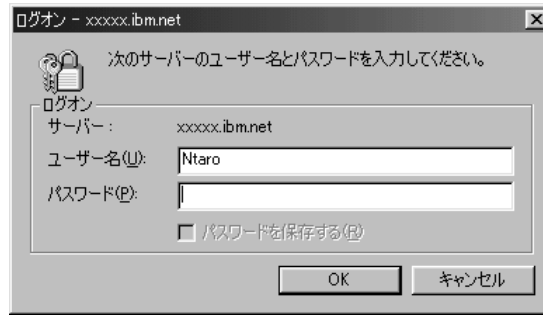 ログオン - xxxxx.ibm.net
次のサーバーのユーザー名とパスワードを入力してください。
ログオン
サーバー: xxxxx.ibm.net
ユーザー名(U): Ntaro
パスワード(P):
パスワードを保存する(R)
OK キャンセル